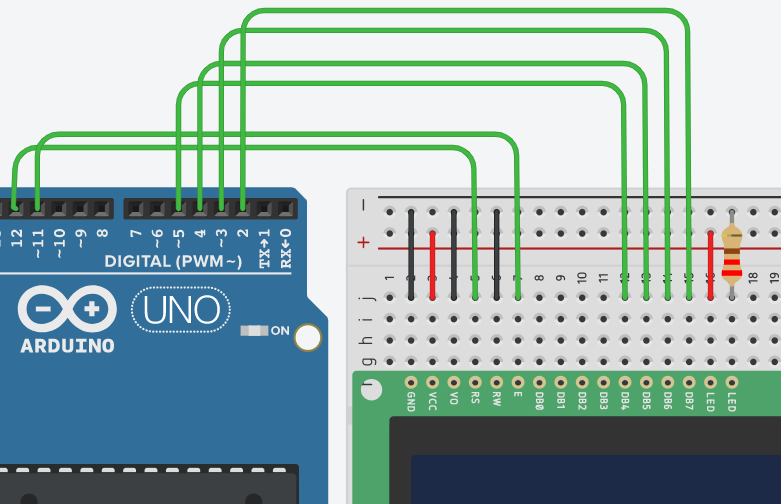 12
~11
~10
~9
8
7
~6
~5
4
~3
2
TX→1
RX←0
DIGITAL (PWM~)
UNO
ON
ARDUINO
−
+
1
2
3
4
5
6
7
8
9
10
11
12
13
14
15
16
18
19
j
i
h
g
GND
VCC
VO
RS
RW
E
DB0
DB1
DB2
DB3
DB4
DB5
DB6
DB7
LED
LED